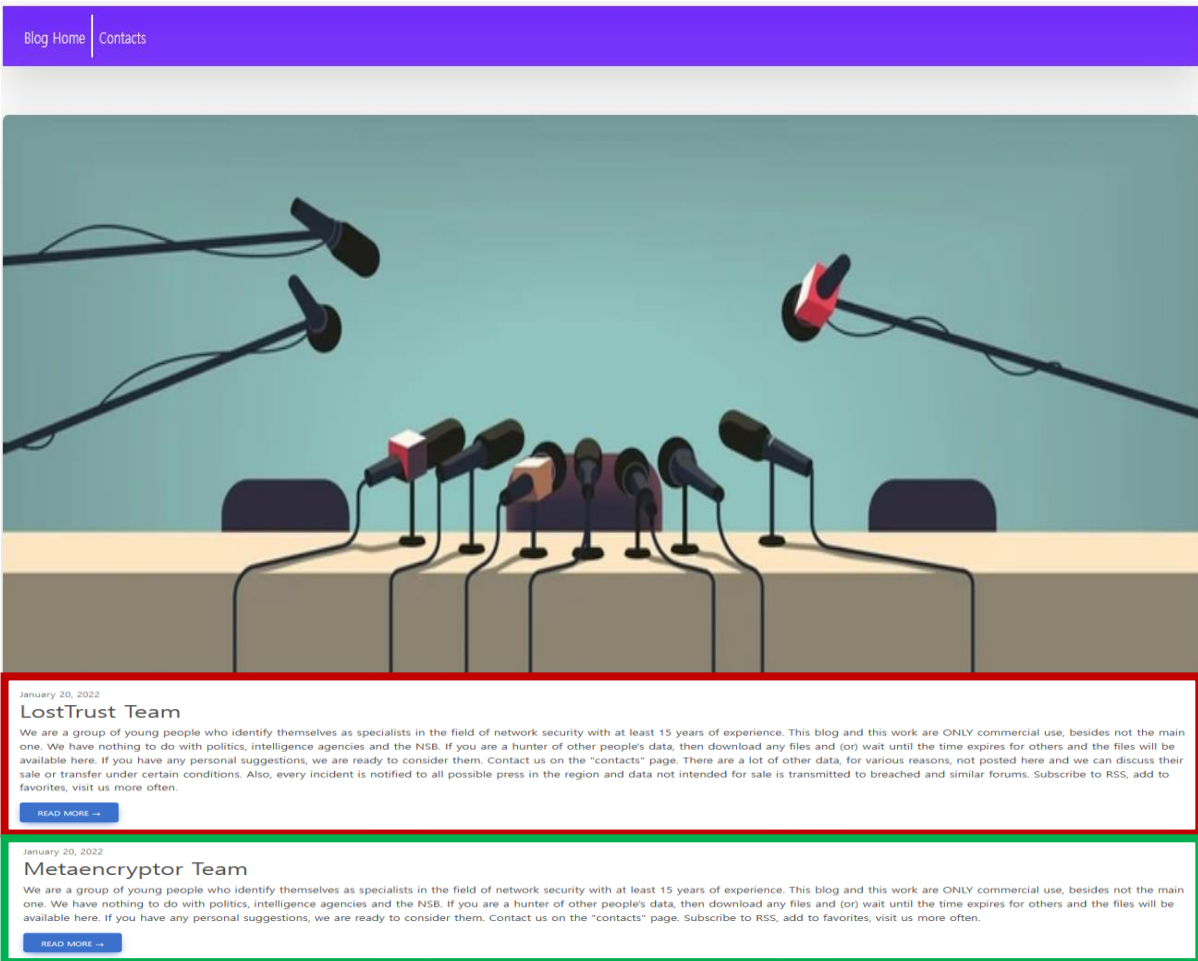 Blog Home Contacts
January 20, 2022
LostTrust Team
We are a group of young people who identify themselves as specialists in the field of network security with at least 15 years of experience. This blog and this work are ONLY commercial use, besides not the main
one. We have nothing to do with politics, intelligence agencies and the NSB. If you are a hunter of other people's data, then download any files and (or) wait until the time expires for others and the files will be
available here. If you have any personal suggestions, we are ready to consider them. Contact us on the "contacts" page. There are a lot of other data, for various reasons, not posted here and we can discuss their
sale or transfer under certain conditions. Also, every incident is notified to all possible press in the region and data not intended for sale is transmitted to breached and similar forums. Subscribe to RSS, add to
favorites, visit us more often.
READ MORE →
January 20, 2022
Metaencryptor Team
We are a group of young people who identify themselves as specialists in the field of network security with at least 15 years of experience. This blog and this work are ONLY commercial use, besides not the main
one. We have nothing to do with politics, intelligence agencies and the NSB. If you are a hunter of other people's data, then download any files and (or) wait until the time expires for others and the files will be
available here. If you have any personal suggestions, we are ready to consider them. Contact us on the "contacts" page. Subscribe to RSS, add to favorites, visit us more often.
READ MORE →